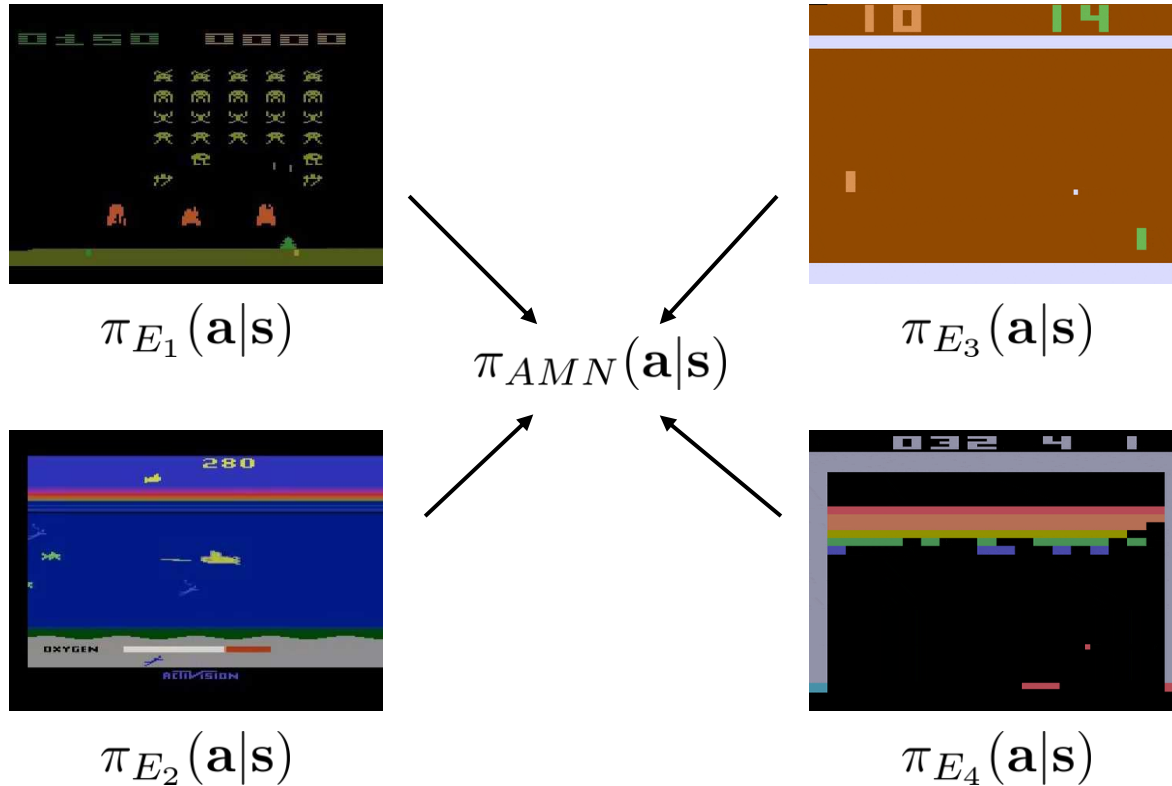 0150 0000
π_{E_1}(a|s)
280
OXYGEN
ACTIVISION
π_{E_2}(a|s)
π_{AMN}(a|s)
10 14
π_{E_3}(a|s)
032 4 1
π_{E_4}(a|s)